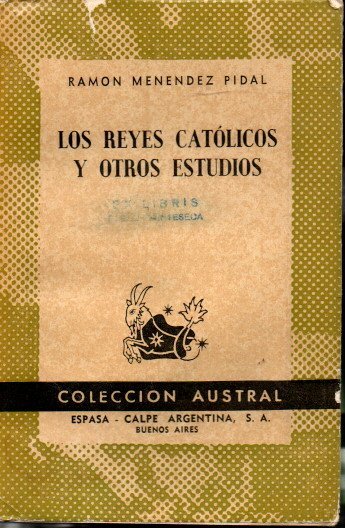 RAMON MENENDEZ PIDAL
LOS REYES CATÓLICOS
Y OTROS ESTUDIOS
EX LIBRIS
COLECCION AUSTRAL
ESPASA - CALPE ARGENTINA, S. A.
BUENOS AIRES